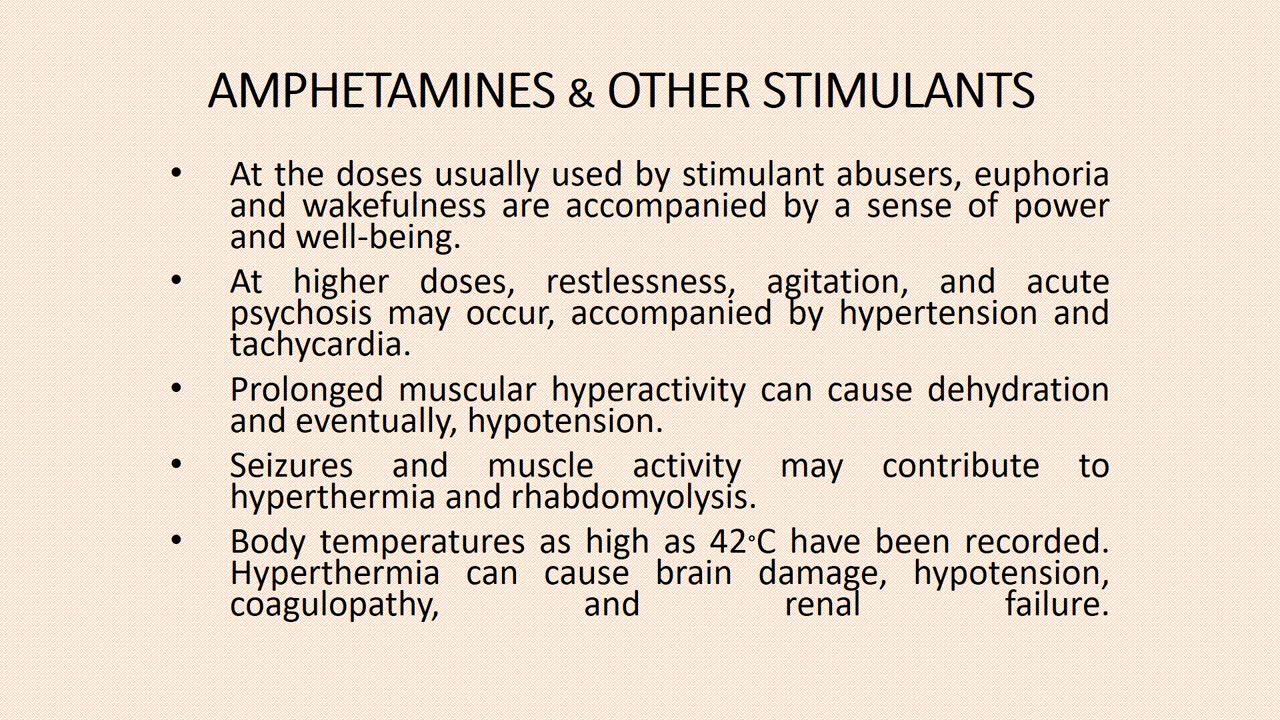 AMPHETAMINES & OTHER STIMULANTS
• At the doses usually used by stimulant abusers, euphoria
and wakefulness are accompanied by a sense of power
and well-being.
• At higher doses, restlessness, agitation, and acute
psychosis may occur, accompanied by hypertension and
tachycardia.
• Prolonged muscular hyperactivity can cause dehydration
and eventually, hypotension.
• Seizures and muscle activity may contribute to
hyperthermia and rhabdomyolysis.
• Body temperatures as high as 42◦C have been recorded.
Hyperthermia can cause brain damage, hypotension,
coagulopathy, and renal failure.